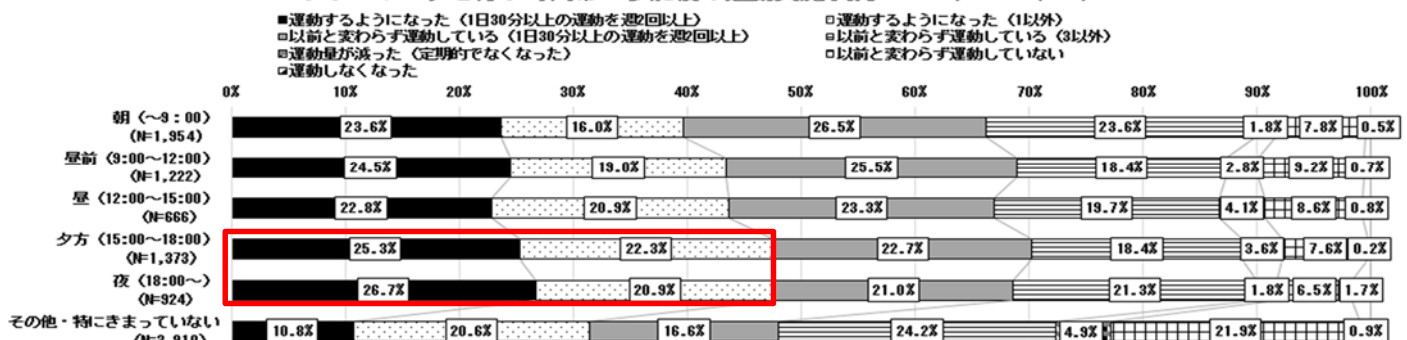 ■運動するようになった（1日30分以上の運動を週2回以上） □運動するようになった（1以外）
□以前と変わらず運動している（1日30分以上の運動を週2回以上） □以前と変わらず運動している（3以外）
□運動量が減った（定期的でなくなった） □以前と変わらず運動していない
□運動しなくなった
0% 10% 20% 30% 40% 50% 60% 70% 80% 90% 100%
朝（～9：00） 23.6% 16.0% 26.5% 23.6% 1.8% 7.8% 0.5%
（N=1,954）
昼前（9:00～12:00） 24.5% 19.0% 25.5% 18.4% 2.8% 9.2% 0.7%
（N=1,222）
昼（12:00～15:00） 22.8% 20.9% 23.3% 19.7% 4.1% 8.6% 0.8%
（N=666）
夕方（15:00～18:00） 25.3% 22.3% 22.7% 18.4% 3.6% 7.6% 0.2%
（N=1,373）
夜（18:00～） 26.7% 20.9% 21.0% 21.3% 1.8% 6.5% 1.7%
（N=924）
その他・特にきまっていない 10.8% 20.6% 16.6% 24.2% 4.9% 21.9% 0.9%